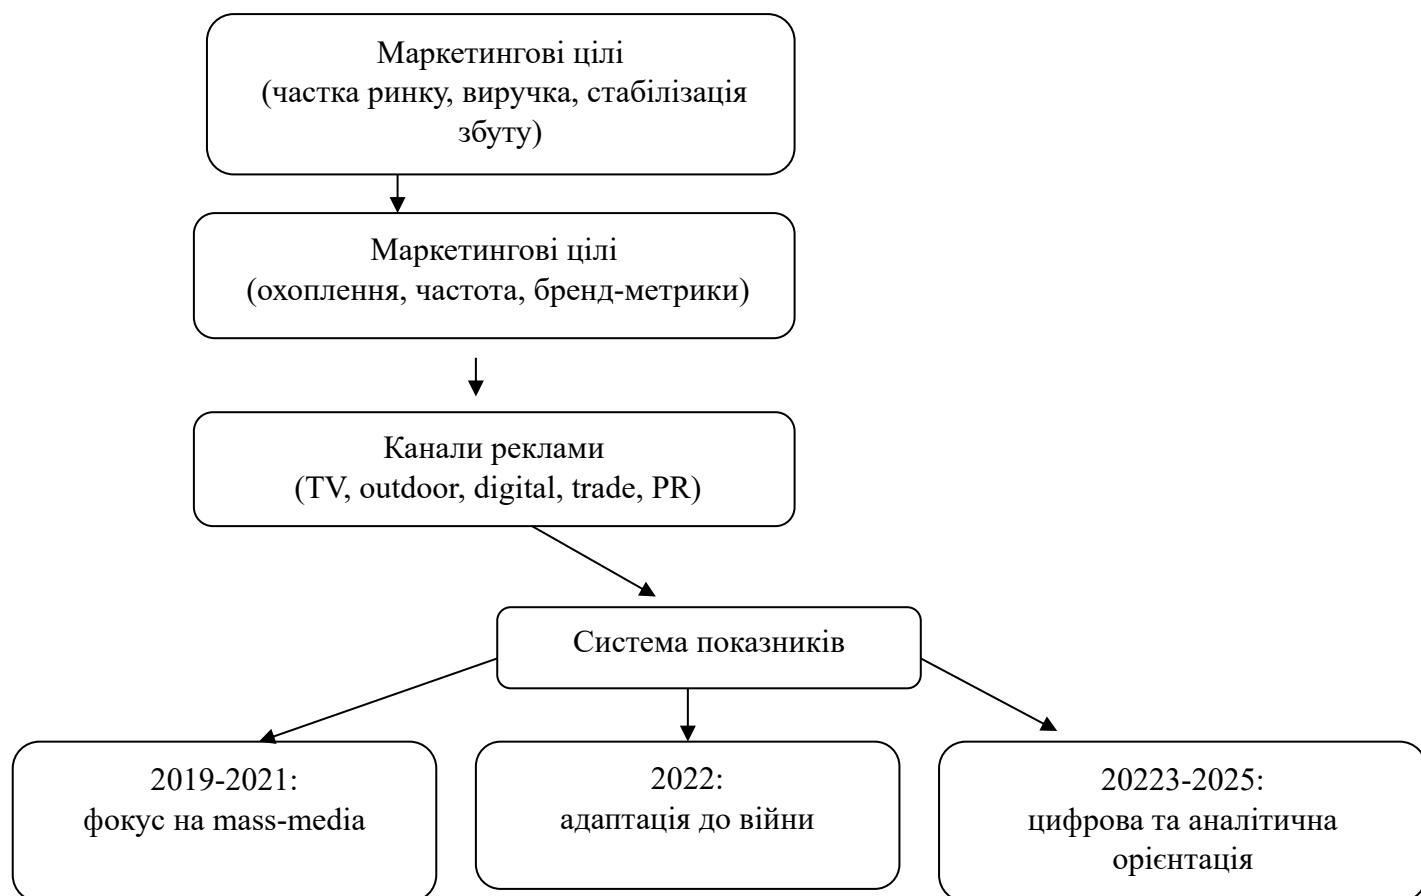 Маркетингові цілі
(частка ринку, виручка, стабілізація
збуту)
Маркетингові цілі
(охоплення, частота, бренд-метрики)
Канали реклами
(TV, outdoor, digital, trade, PR)
Система показників
2019-2021:
фокус на mass-media
2022:
адаптація до війни
20223-2025:
цифрова та аналітична
орієнтація